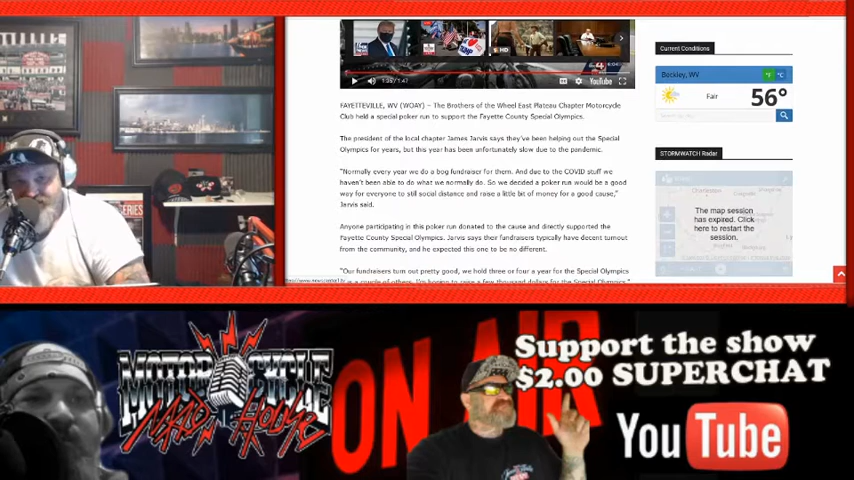 HD
1:35 / 1:47
YouTube
FAYETTEVILLE, WV (WOAY) – The Brothers of the Wheel East Plateau Chapter Motorcycle
Club held a special poker run to support the Fayette County Special Olympics.
The president of the local chapter James Jarvis says they've been helping out the Special
Olympics for years, but this year has been unfortunately slow due to the pandemic.
"Normally every year we do a bog fundraiser for them. And due to the COVID stuff we
haven't been able to do what we normally do. So we decided a poker run would be a good
way for everyone to still social distance and raise a little bit of money for a good cause,"
Jarvis said.
Anyone participating in this poker run donated to the cause and directly supported the
Fayette County Special Olympics. Jarvis says their fundraisers typically have decent turnout
from the community, and he expected this one to be no different.
"Our fundraisers turn out pretty good, we hold three or four a year for the Special Olympics
Current Conditions
Beckley, WV
°F
°C
Fair
56°
STORMWATCH Radar
The map session
has expired. Click
here to restart the
session.
MOTORCYCLE
MAD HOUSE
ON AIR
Support the show
$2.00 SUPERCHAT
YouTube